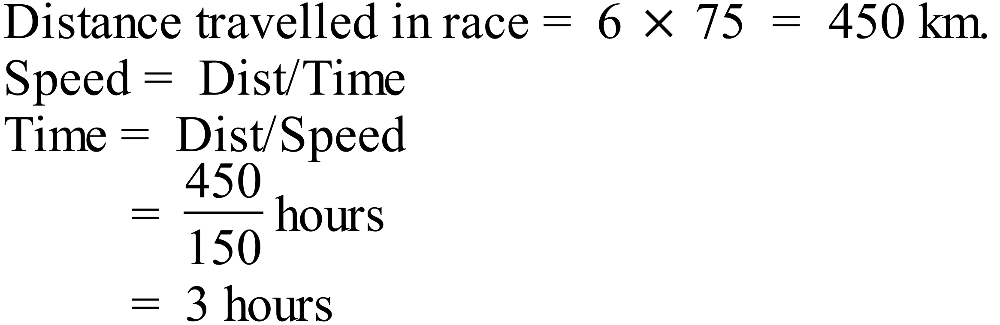 Distance travelled in race = 6 × 75 = 450 km.
Speed = Dist/Time
Time = Dist/Speed
= 450/150 hours
= 3 hours